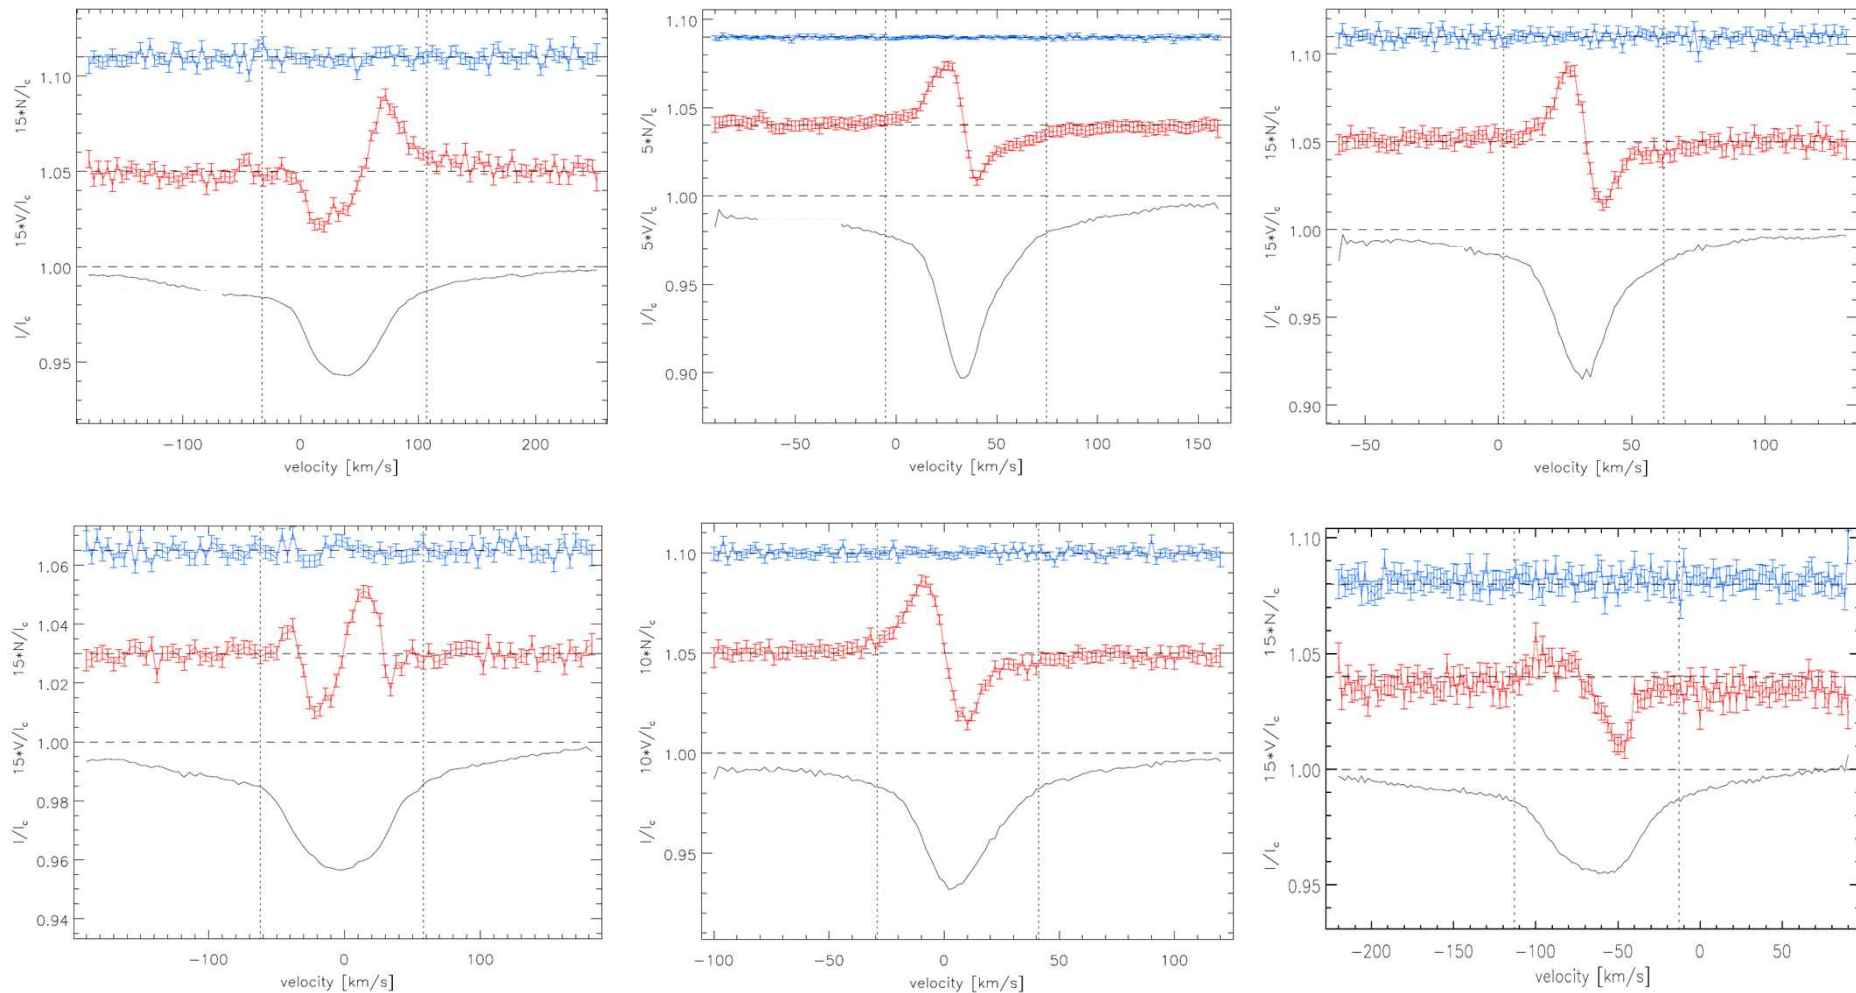 1.10
1.05
1.00
0.95
15*N/Ic
15*V/Ic
I/Ic
−100 0 100 200
velocity [km/s]
1.10
1.05
1.00
0.95
0.90
5*N/Ic
5*V/Ic
I/Ic
−50 0 50 100 150
velocity [km/s]
1.10
1.05
1.00
0.95
0.90
15*N/Ic
15*V/Ic
I/Ic
−50 0 50 100
velocity [km/s]
1.06
1.04
1.02
1.00
0.98
0.96
0.94
15*N/Ic
15*V/Ic
I/Ic
−100 0 100
velocity [km/s]
1.10
1.05
1.00
0.95
10*N/Ic
10*V/Ic
I/Ic
−100 −50 0 50 100
velocity [km/s]
1.10
1.05
1.00
0.95
15*N/Ic
15*V/Ic
I/Ic
−200 −150 −100 −50 0 50
velocity [km/s]